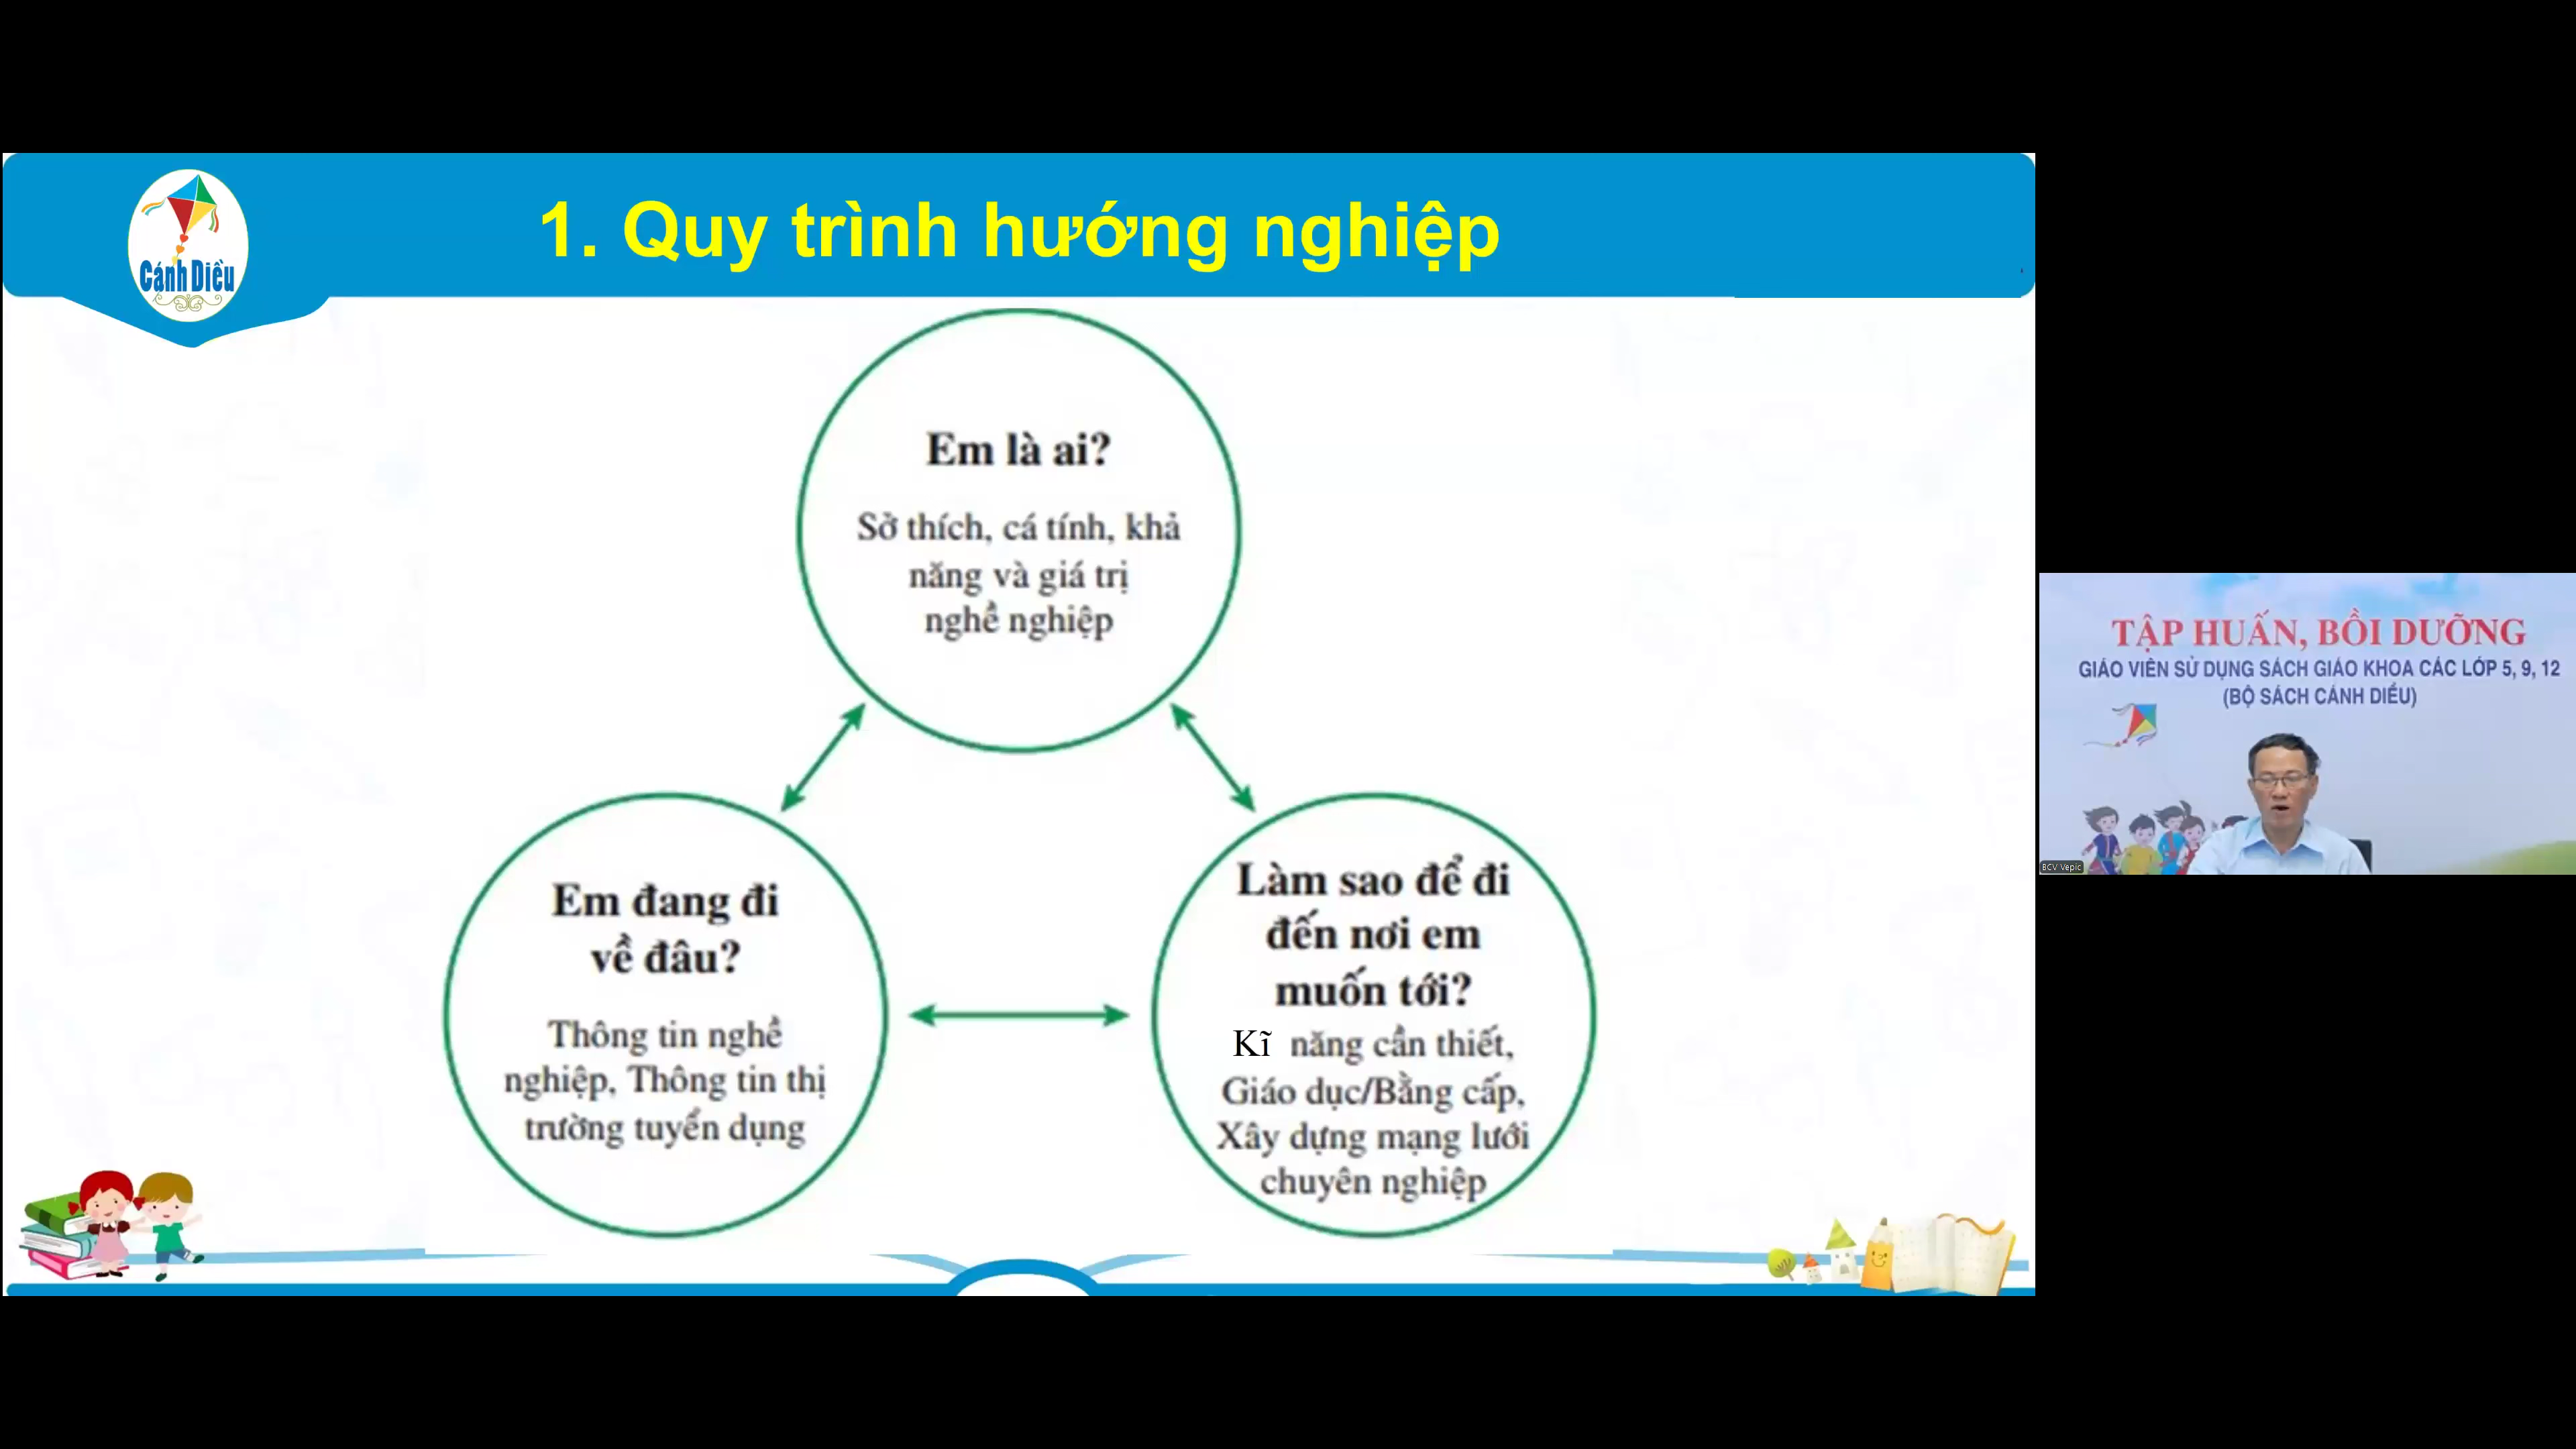 Cánh Diều
1. Quy trình hướng nghiệp
Em là ai?
Sở thích, cá tính, khả
năng và giá trị
nghề nghiệp
Em đang đi
về đâu?
Thông tin nghề
nghiệp, Thông tin thị
trường tuyển dụng
Làm sao để đi
đến nơi em
muốn tới?
Kĩ năng cần thiết,
Giáo dục/Bằng cấp,
Xây dựng mạng lưới
chuyên nghiệp
TẬP HUẤN, BỒI DƯỠNG
GIÁO VIÊN SỬ DỤNG SÁCH GIÁO KHOA CÁC LỚP 5, 9, 12
(BỘ SÁCH CÁNH DIỀU)
BCV Vepic